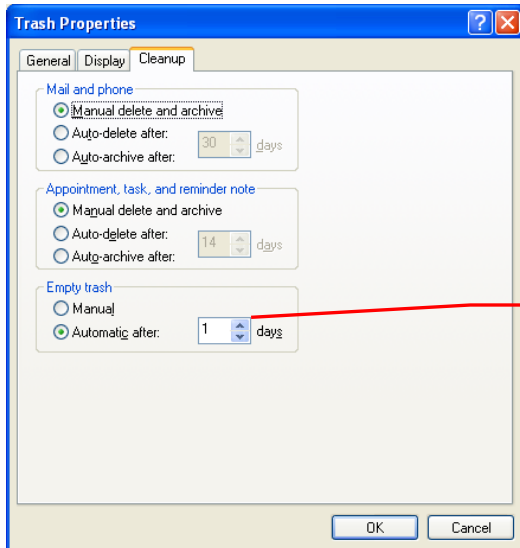 Trash Properties
General Display Cleanup
Mail and phone
Manual delete and archive
Auto-delete after:
30 days
Auto-archive after:
Appointment, task, and reminder note
Manual delete and archive
Auto-delete after:
14 days
Auto-archive after:
Empty trash
Manual
Automatic after: 1 days
OK Cancel